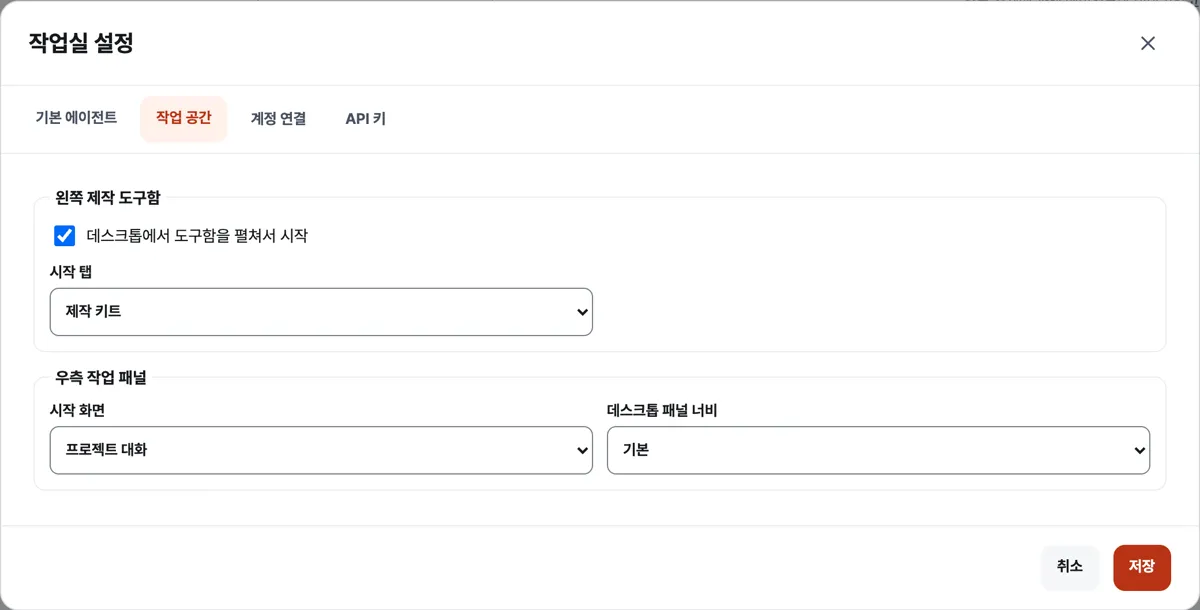 작업실 설정
기본 에이전트 작업 공간 계정 연결 API 키
왼쪽 제작 도구함
데스크톱에서 도구함을 펼쳐서 시작
시작 탭
제작 키트
우측 작업 패널
시작 화면 데스크톱 패널 너비
프로젝트 대화 기본
취소 저장